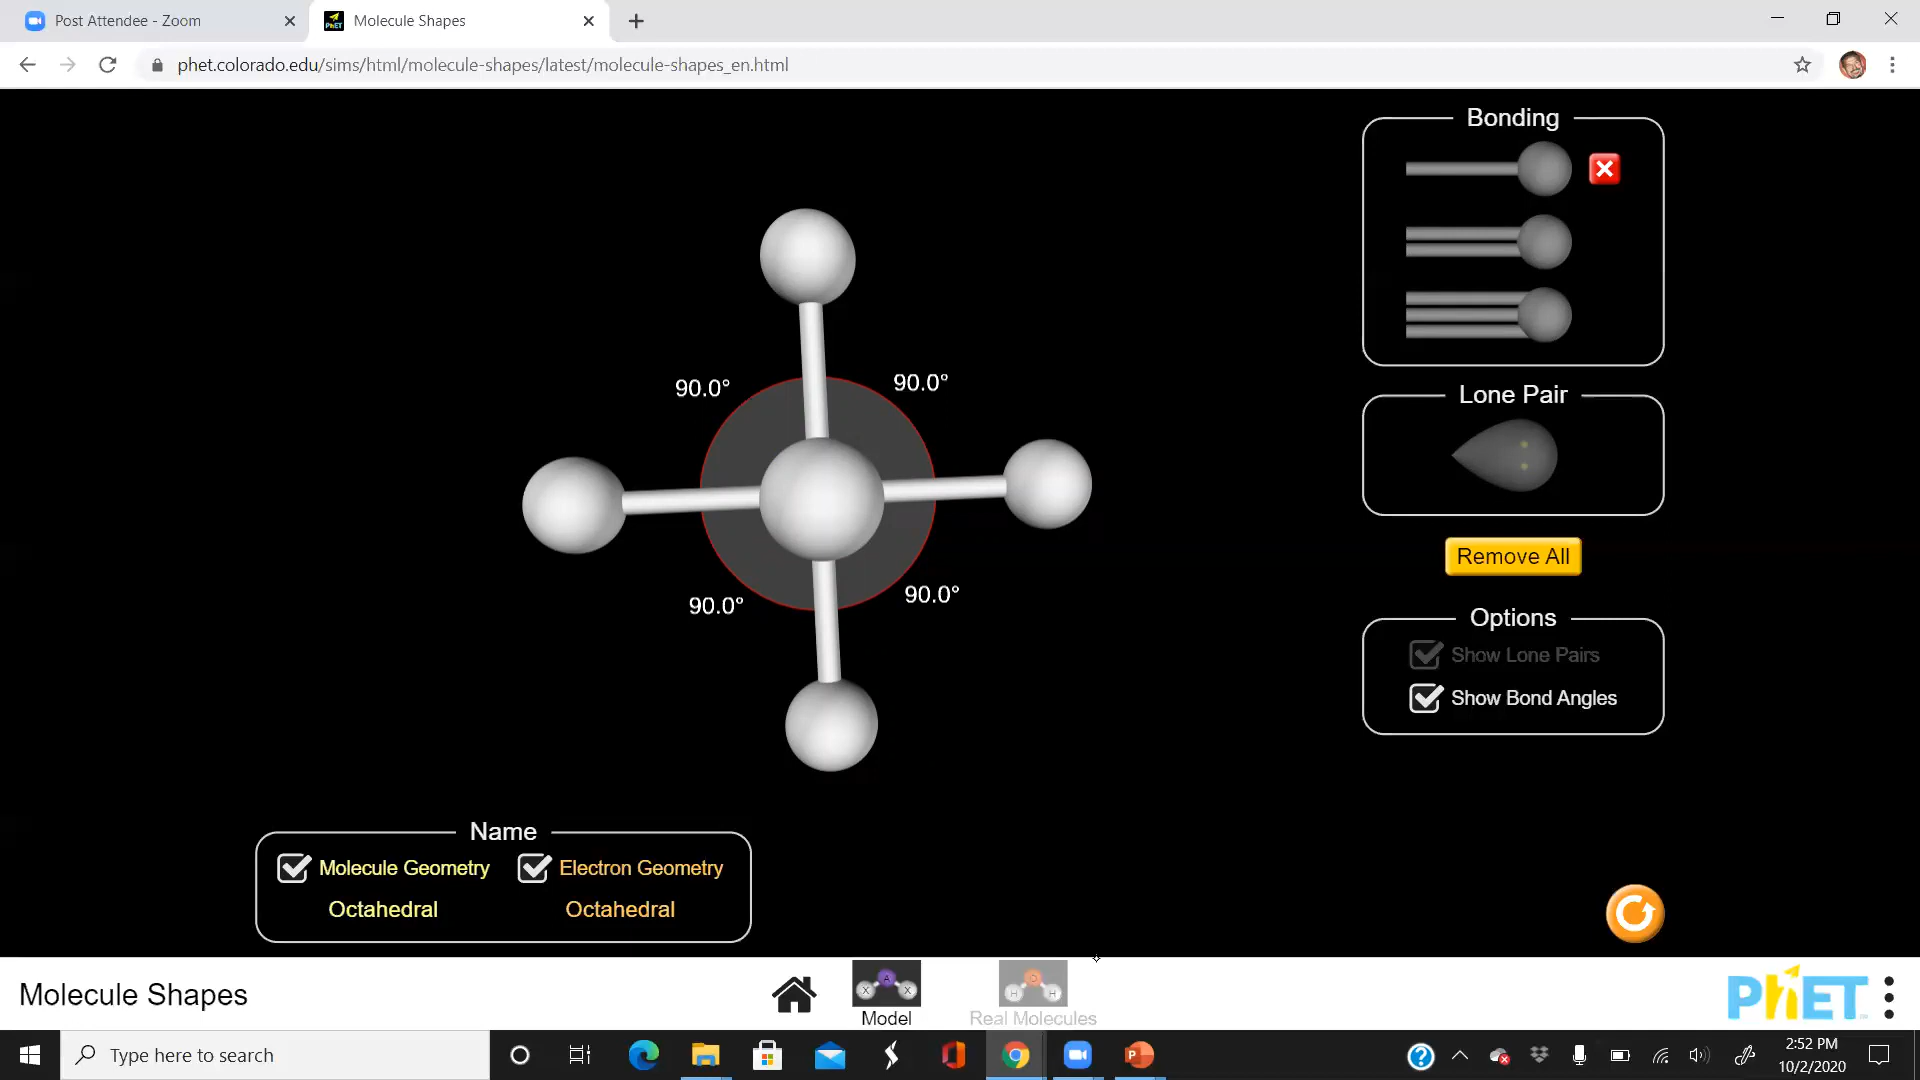 Post Attendee - Zoom
Molecule Shapes
phet.colorado.edu/sims/html/molecule-shapes/latest/molecule-shapes_en.html
Bonding
90.0°
90.0°
90.0°
90.0°
Lone Pair
Remove All
Options
Show Lone Pairs
Show Bond Angles
Name
Molecule Geometry
Electron Geometry
Octahedral
Octahedral
Molecule Shapes
A
X
X
Model
O
H
H
Real Molecules
PhET
Type here to search
2:52 PM
10/2/2020